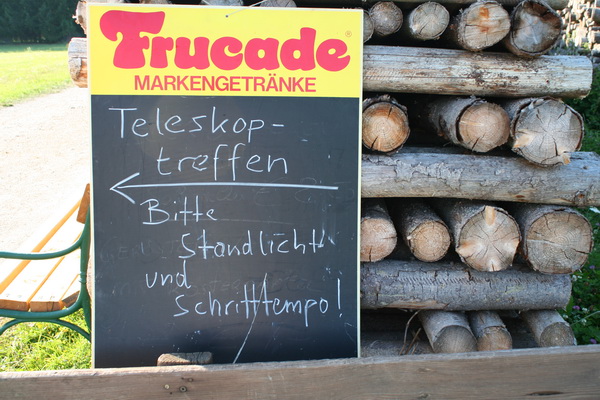 Frucade
MARKENGETRÄNKE
Teleskop-
treffen
Bitte
Standlicht
und
Schritttempo!